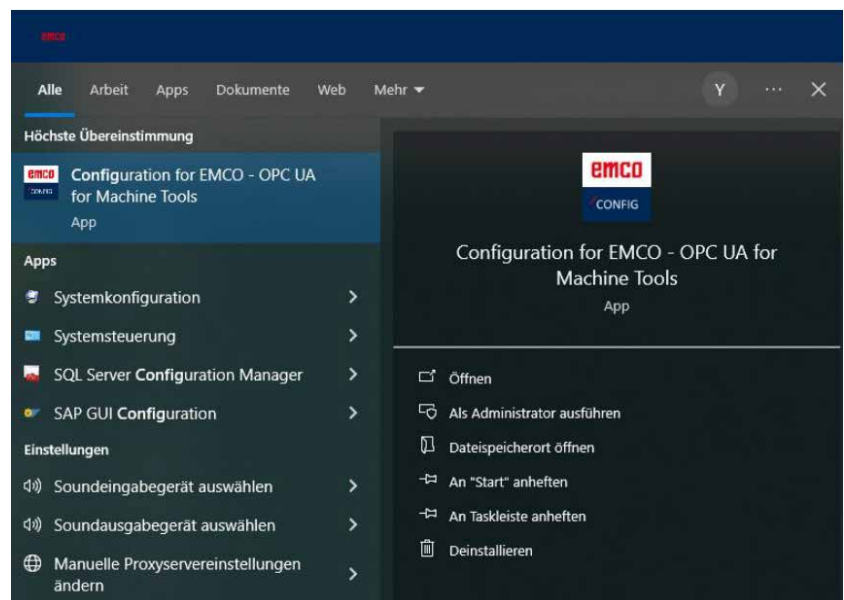 emco
Alle Arbeit Apps Dokumente Web Mehr Y ...
Höchste Übereinstimmung
emco
CONFIG
Configuration for EMCO - OPC UA
for Machine Tools
App
Apps
Systemkonfiguration
Systemsteuerung
SQL Server Configuration Manager
SAP GUI Configuration
Einstellungen
Soundeingabegerät auswählen
Soundausgabegerät auswählen
Manuelle Proxyservereinstellungen
ändern
emco
CONFIG
Configuration for EMCO - OPC UA for
Machine Tools
App
Öffnen
Als Administrator ausführen
Dateispeicherort öffnen
An "Start" anheften
An Taskleiste anheften
Deinstallieren